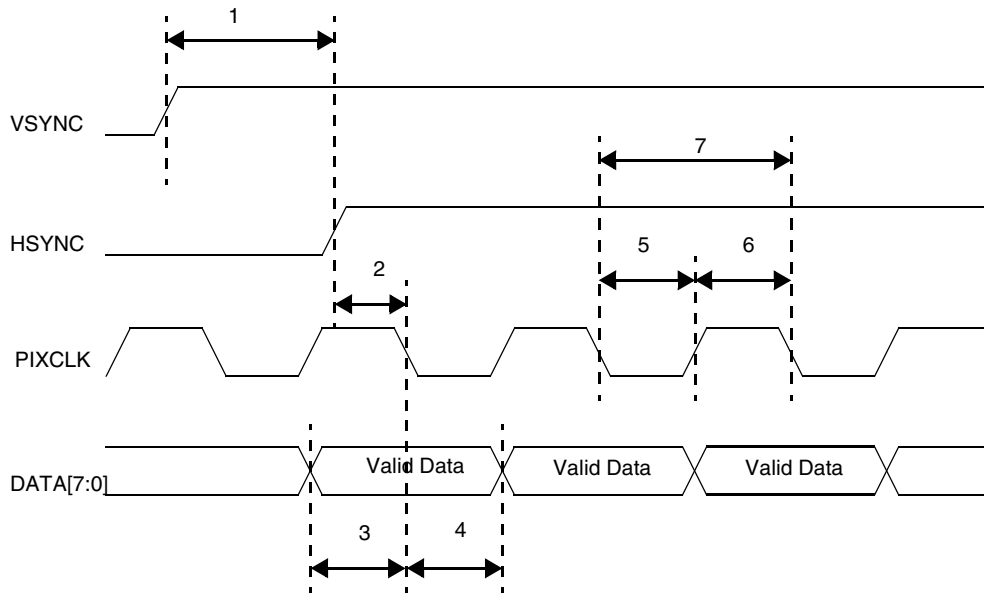 1
VSYNC
7
HSYNC
5
6
2
PIXCLK
Valid Data
Valid Data
Valid Data
DATA[7:0]
3
4